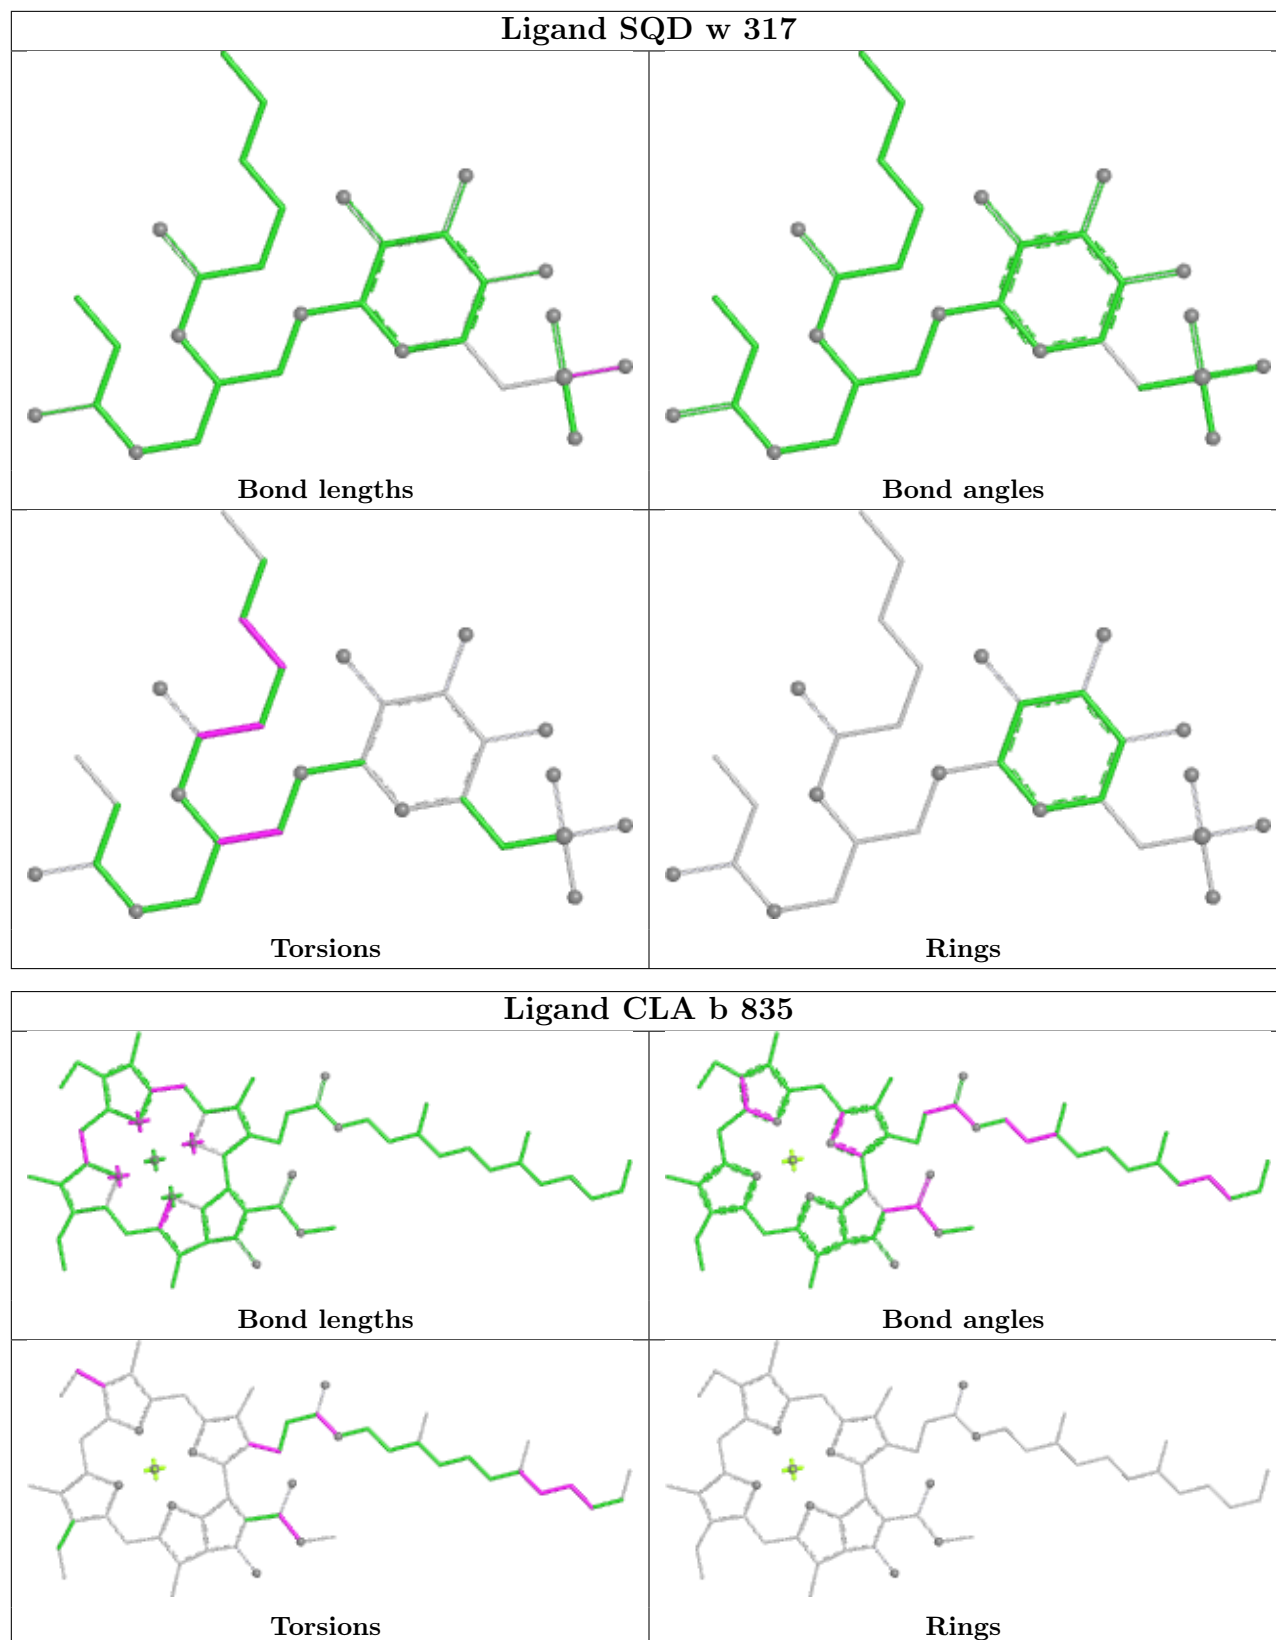 Ligand SQD w 317
Bond lengths
Bond angles
Torsions
Rings
Ligand CLA b 835
Bond lengths
Bond angles
Torsions
Rings